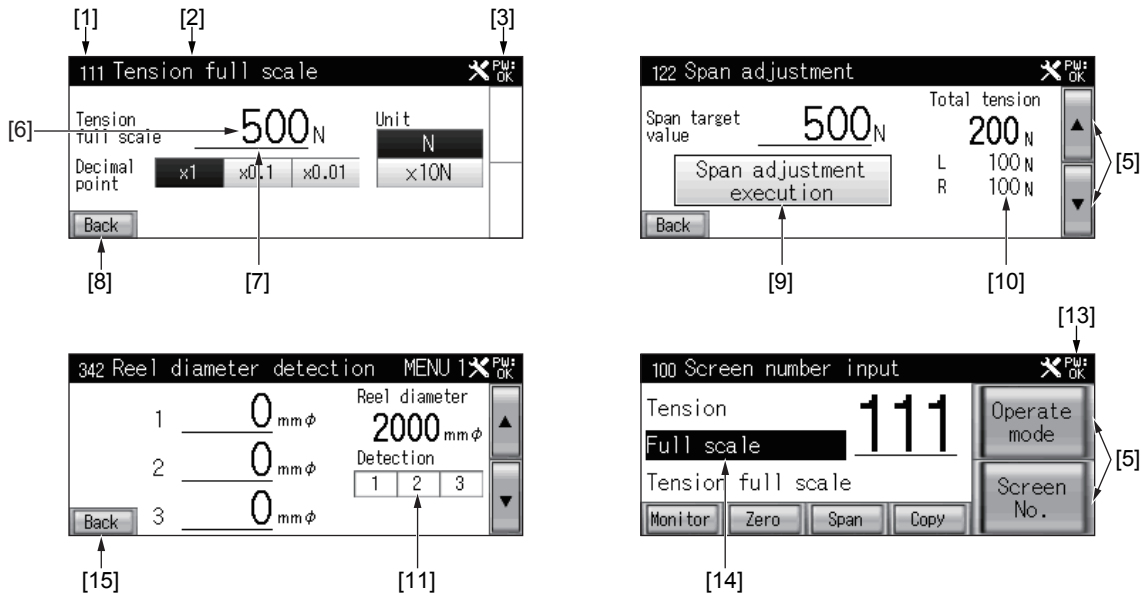 [1] [2] [3]
111 Tension full scale PW: OK
[6] Tension full scale 500 N Unit
N
Decimal point x1 x0.1 x0.01 ×10N
Back
[8] [7]
122 Span adjustment PW: OK
Span target value 500 N Total tension
200 N
▲
Span adjustment execution L 100 N [5]
R 100 N
▼
Back
[9] [10]
342 Reel diameter detection MENU 1 PW: OK
1 0 mmφ Reel diameter
2000 mmφ ▲
2 0 mmφ Detection
1 2 3
▼
Back 3 0 mmφ
[15] [11]
[13]
100 Screen number input PW: OK
Tension 111 Operate mode
Full scale [5]
Tension full scale Screen No.
Monitor Zero Span Copy
[14]